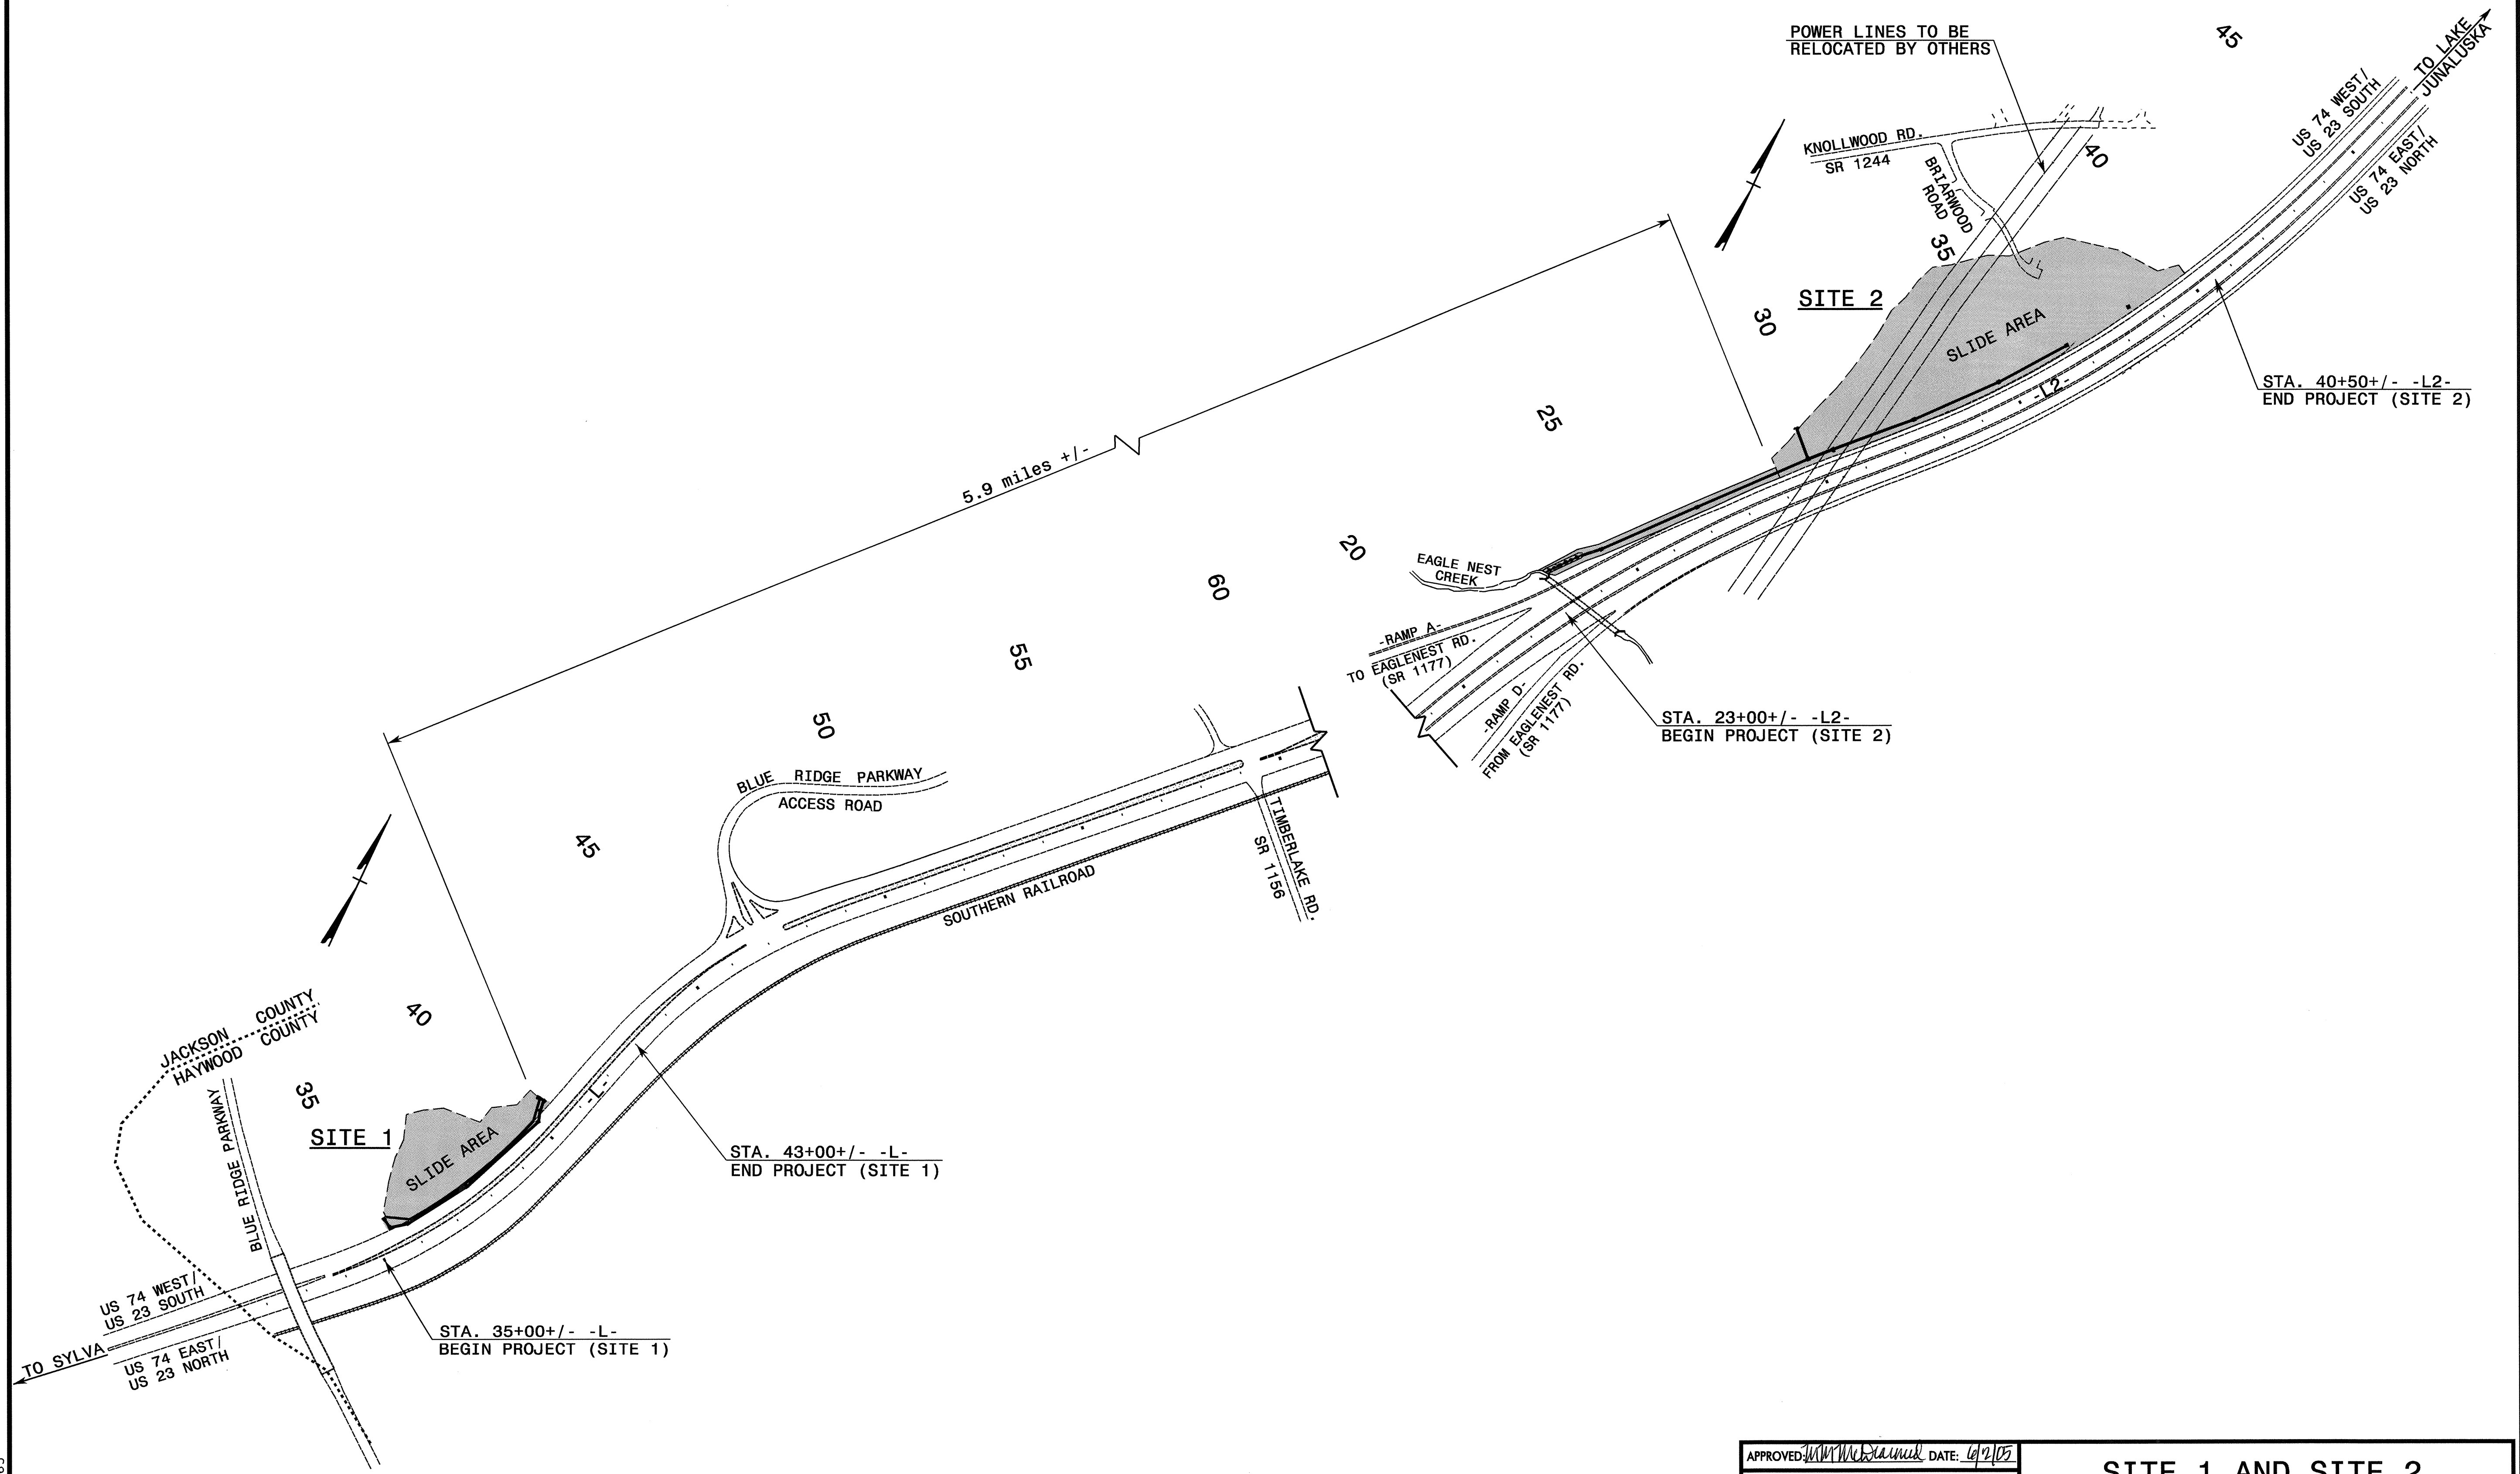 POWER LINES TO BE
RELOCATED BY OTHERS
45
TO LAKE
JUNALUSKA
US 74 WEST/
US 23 SOUTH
US 74 EAST/
US 23 NORTH
KNOLLWOOD RD.
SR 1244
BRIARWOOD
ROAD
40
35
SITE 2
30
SLIDE AREA
-L2-
STA. 40+50+/- -L2-
END PROJECT (SITE 2)
25
5.9 miles +/-
20
EAGLE NEST
CREEK
60
-RAMP A-
TO EAGLENEST RD.
(SR 1177)
-RAMP D-
FROM EAGLENEST RD.
(SR 1177)
STA. 23+00+/- -L2-
BEGIN PROJECT (SITE 2)
55
50
BLUE RIDGE PARKWAY
ACCESS ROAD
45
TIMBERLAKE RD.
SR 1156
SOUTHERN RAILROAD
40
JACKSON COUNTY
HAYWOOD COUNTY
35
BLUE RIDGE PARKWAY
SITE 1
SLIDE AREA
-L-
STA. 43+00+/- -L-
END PROJECT (SITE 1)
US 74 WEST/
US 23 SOUTH
TO SYLVA
US 74 EAST/
US 23 NORTH
STA. 35+00+/- -L-
BEGIN PROJECT (SITE 1)
APPROVED: DATE: 6/2/05
SITE 1 AND SITE 2